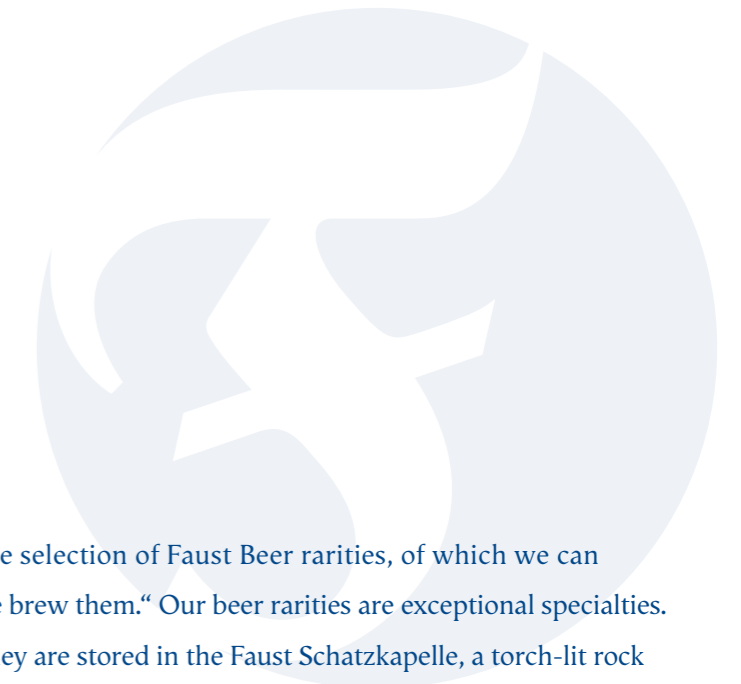 selection of Faust Beer rarities, of which we can
brew them.“ Our beer rarities are exceptional specialties.
are stored in the Faust Schatzkapelle, a torch-lit rock